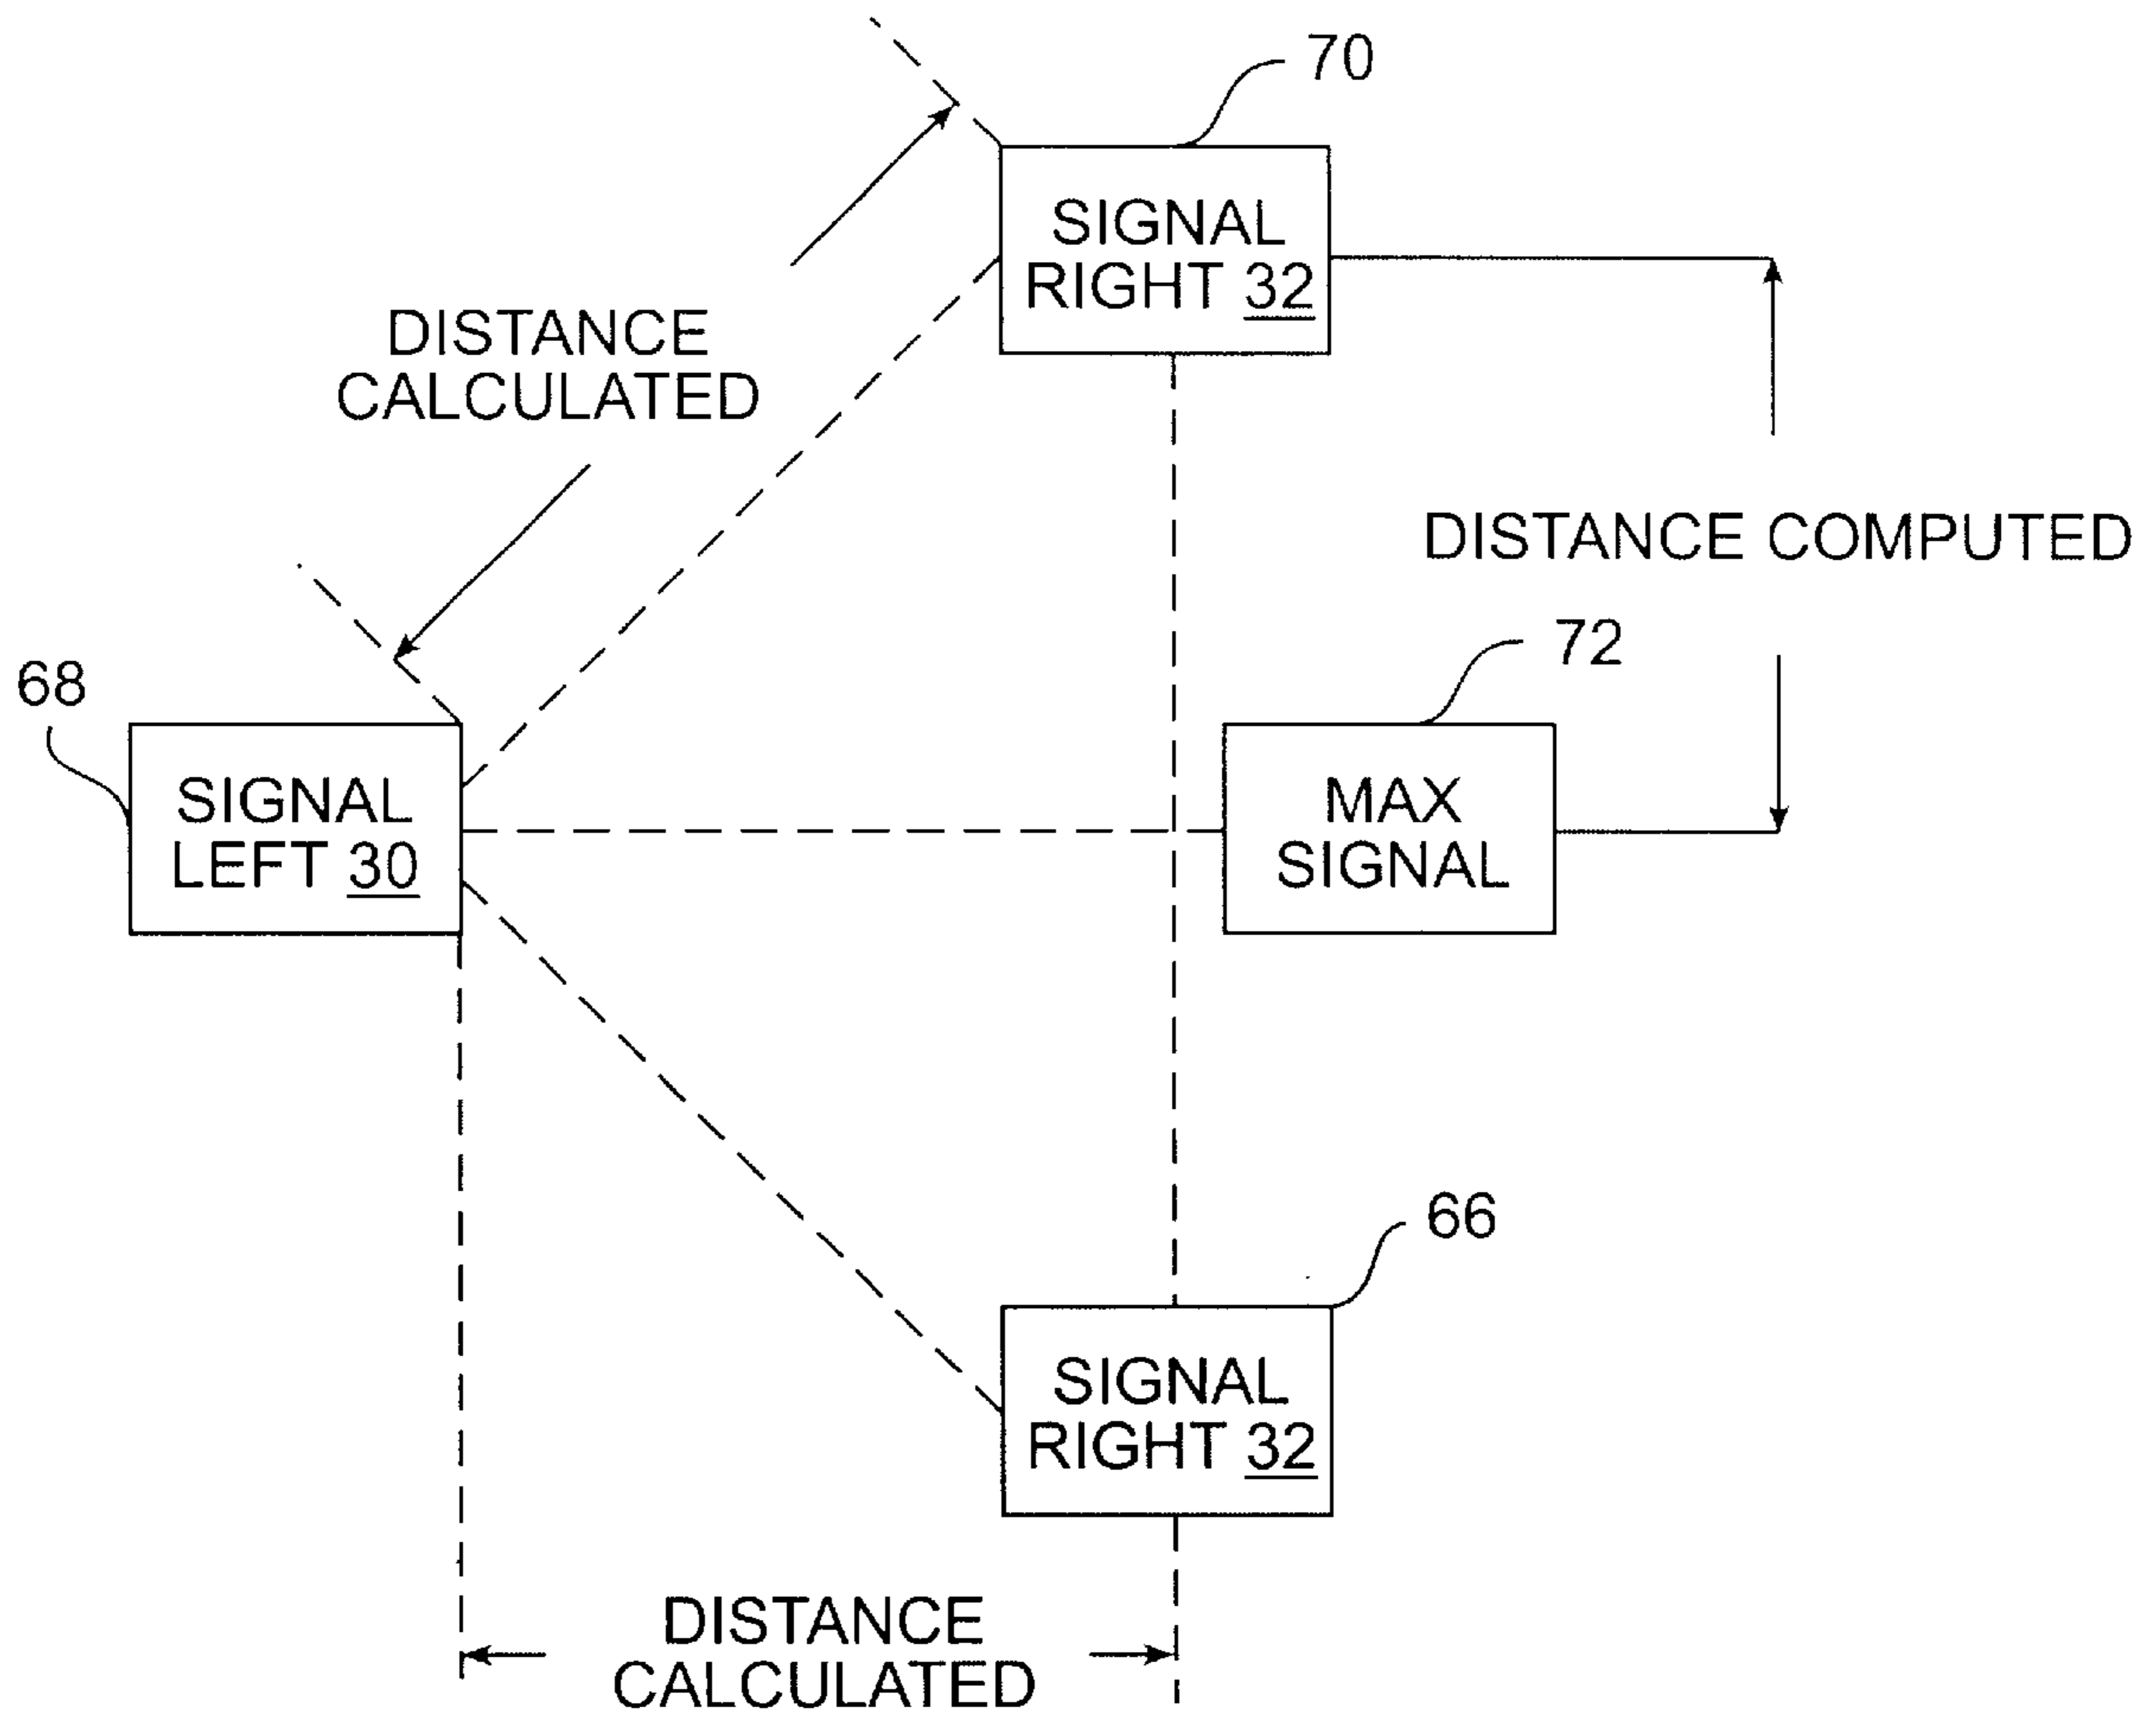 70
SIGNAL
RIGHT 32
DISTANCE
CALCULATED
DISTANCE COMPUTED
72
68
SIGNAL
LEFT 30
MAX
SIGNAL
66
SIGNAL
RIGHT 32
DISTANCE
CALCULATED